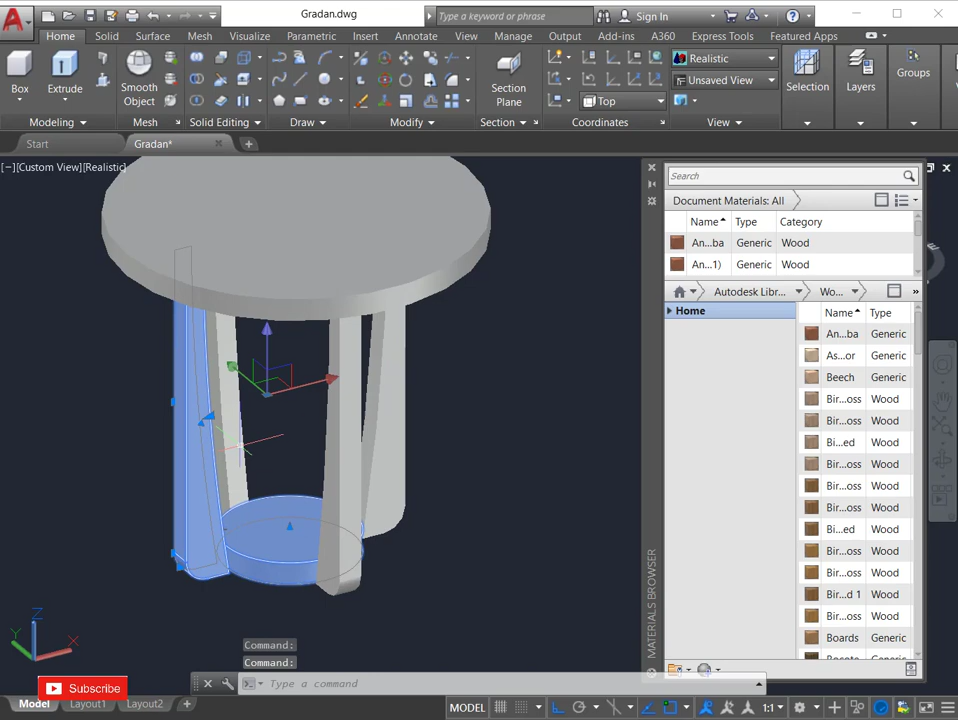 Gradan.dwg
Type a keyword or phrase
Sign In
Home Solid Surface Mesh Visualize Parametric Insert Annotate View Manage Output Add-ins A360 Express Tools Featured Apps
Box
Extrude
Smooth Object
Section Plane
Realistic
Unsaved View
Top
Selection
Layers
Groups
Modeling
Mesh
Solid Editing
Draw
Modify
Section
Coordinates
View
Start
Gradan*
[−][Custom View][Realistic]
Search
Document Materials: All
Name Type Category
An...ba Generic Wood
An...1) Generic Wood
Autodesk Libr... Wo... »
Home
Name Type
An...ba Generic
As...or Generic
Beech Generic
Bir...oss Wood
Bir...oss Wood
Bi...ed Wood
Bir...oss Wood
Bir...oss Wood
Bir...oss Wood
Bi...ed Wood
Bir...oss Wood
Bir...oss Wood
Bir...d 1 Wood
Bir...oss Wood
Boards Generic
MATERIALS BROWSER
Z
Y
X
Command:
Command:
Type a command
Subscribe
Model Layout1 Layout2 +
MODEL
1:1